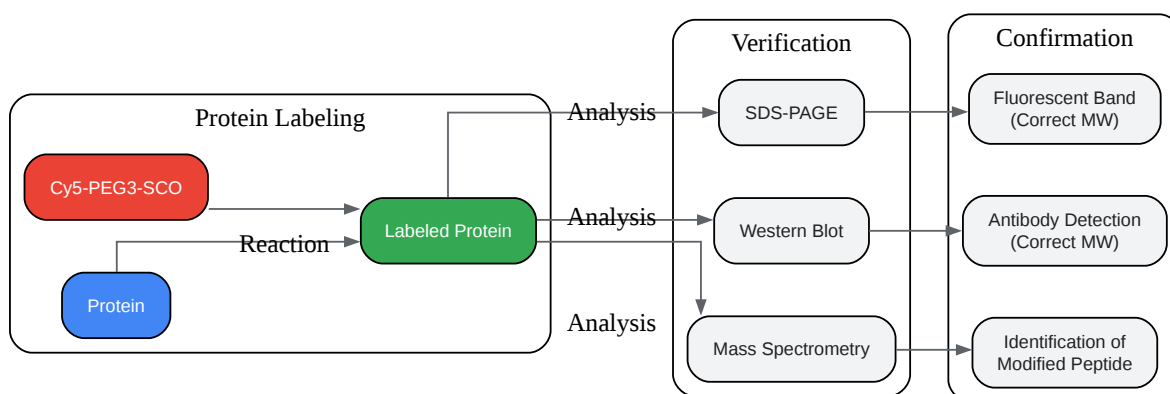 Protein Labeling
Cy5-PEG3-SCO
Protein
Reaction
Labeled Protein
Analysis
Analysis
Analysis
Verification
SDS-PAGE
Western Blot
Mass Spectrometry
Confirmation
Fluorescent Band
(Correct MW)
Antibody Detection
(Correct MW)
Identification of
Modified Peptide